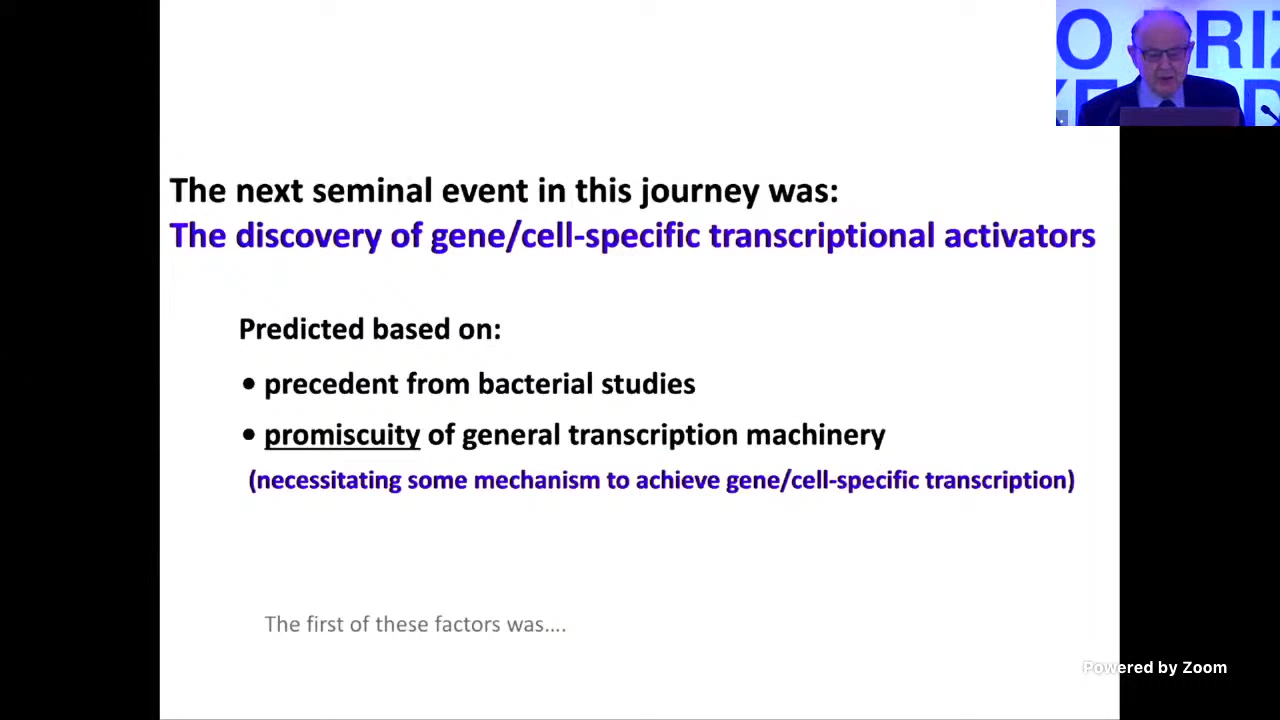 The next seminal event in this journey was:
The discovery of gene/cell-specific transcriptional activators
Predicted based on:
• precedent from bacterial studies
• promiscuity of general transcription machinery
(necessitating some mechanism to achieve gene/cell-specific transcription)
The first of these factors was....
Powered by Zoom